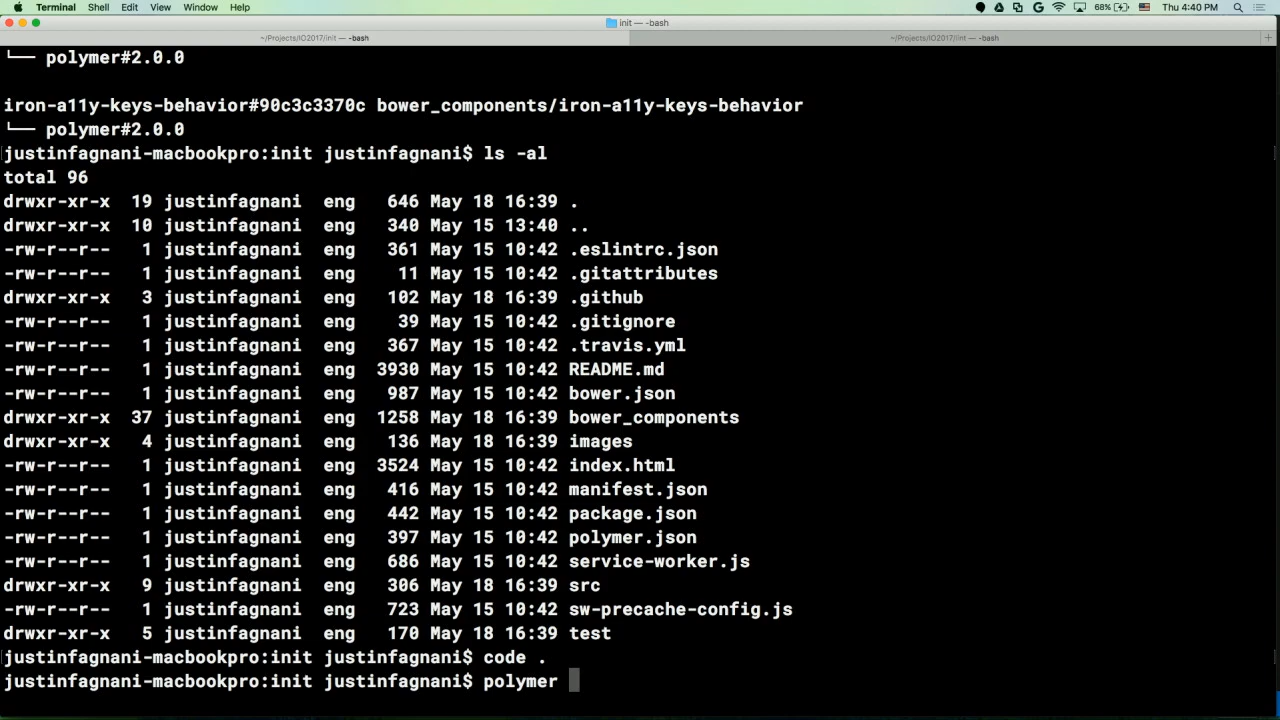 Terminal Shell Edit View Window Help 68% Thu 4:40 PM
init — -bash
~/Projects/IO2017/init — -bash ~/Projects/IO2017/lint — -bash
└── polymer#2.0.0
iron-a11y-keys-behavior#90c3c3370c bower_components/iron-a11y-keys-behavior
└── polymer#2.0.0
justinfagnani-macbookpro:init justinfagnani$ ls -al
total 96
drwxr-xr-x 19 justinfagnani eng 646 May 18 16:39 .
drwxr-xr-x 10 justinfagnani eng 340 May 15 13:40 ..
-rw-r--r-- 1 justinfagnani eng 361 May 15 10:42 .eslintrc.json
-rw-r--r-- 1 justinfagnani eng 11 May 15 10:42 .gitattributes
drwxr-xr-x 3 justinfagnani eng 102 May 18 16:39 .github
-rw-r--r-- 1 justinfagnani eng 39 May 15 10:42 .gitignore
-rw-r--r-- 1 justinfagnani eng 367 May 15 10:42 .travis.yml
-rw-r--r-- 1 justinfagnani eng 3930 May 15 10:42 README.md
-rw-r--r-- 1 justinfagnani eng 987 May 15 10:42 bower.json
drwxr-xr-x 37 justinfagnani eng 1258 May 18 16:39 bower_components
drwxr-xr-x 4 justinfagnani eng 136 May 18 16:39 images
-rw-r--r-- 1 justinfagnani eng 3524 May 15 10:42 index.html
-rw-r--r-- 1 justinfagnani eng 416 May 15 10:42 manifest.json
-rw-r--r-- 1 justinfagnani eng 442 May 15 10:42 package.json
-rw-r--r-- 1 justinfagnani eng 397 May 15 10:42 polymer.json
-rw-r--r-- 1 justinfagnani eng 686 May 15 10:42 service-worker.js
drwxr-xr-x 9 justinfagnani eng 306 May 18 16:39 src
-rw-r--r-- 1 justinfagnani eng 723 May 15 10:42 sw-precache-config.js
drwxr-xr-x 5 justinfagnani eng 170 May 18 16:39 test
justinfagnani-macbookpro:init justinfagnani$ code .
justinfagnani-macbookpro:init justinfagnani$ polymer